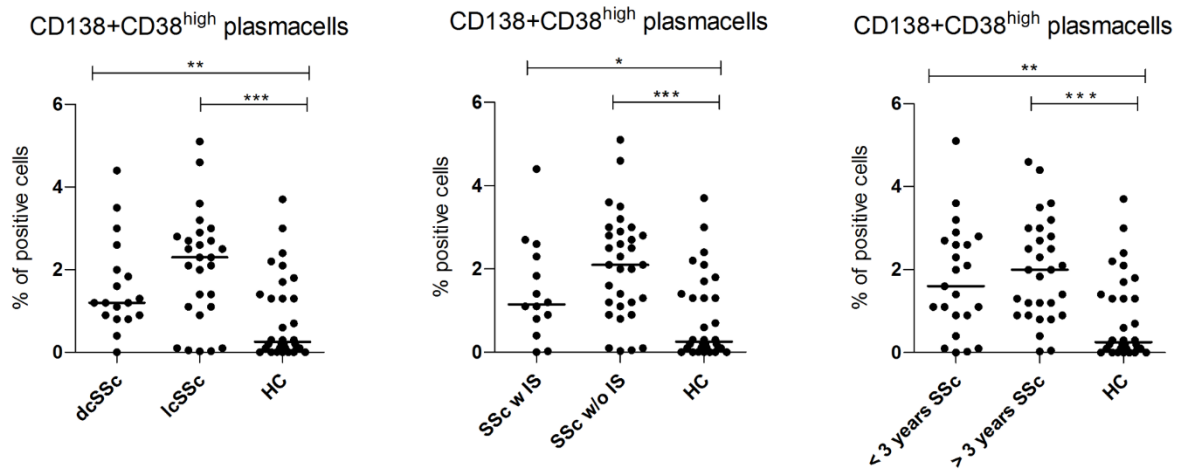 CD138+CD38high plasmacells
**
***
% of positive cells
6
4
2
0
dcSSc
lcSSc
HC
CD138+CD38high plasmacells
*
***
% positive cells
6
4
2
0
SSc w IS
SSc w/o IS
HC
CD138+CD38high plasmacells
**
***
% of positive cells
6
4
2
0
< 3 years SSc
> 3 years SSc
HC